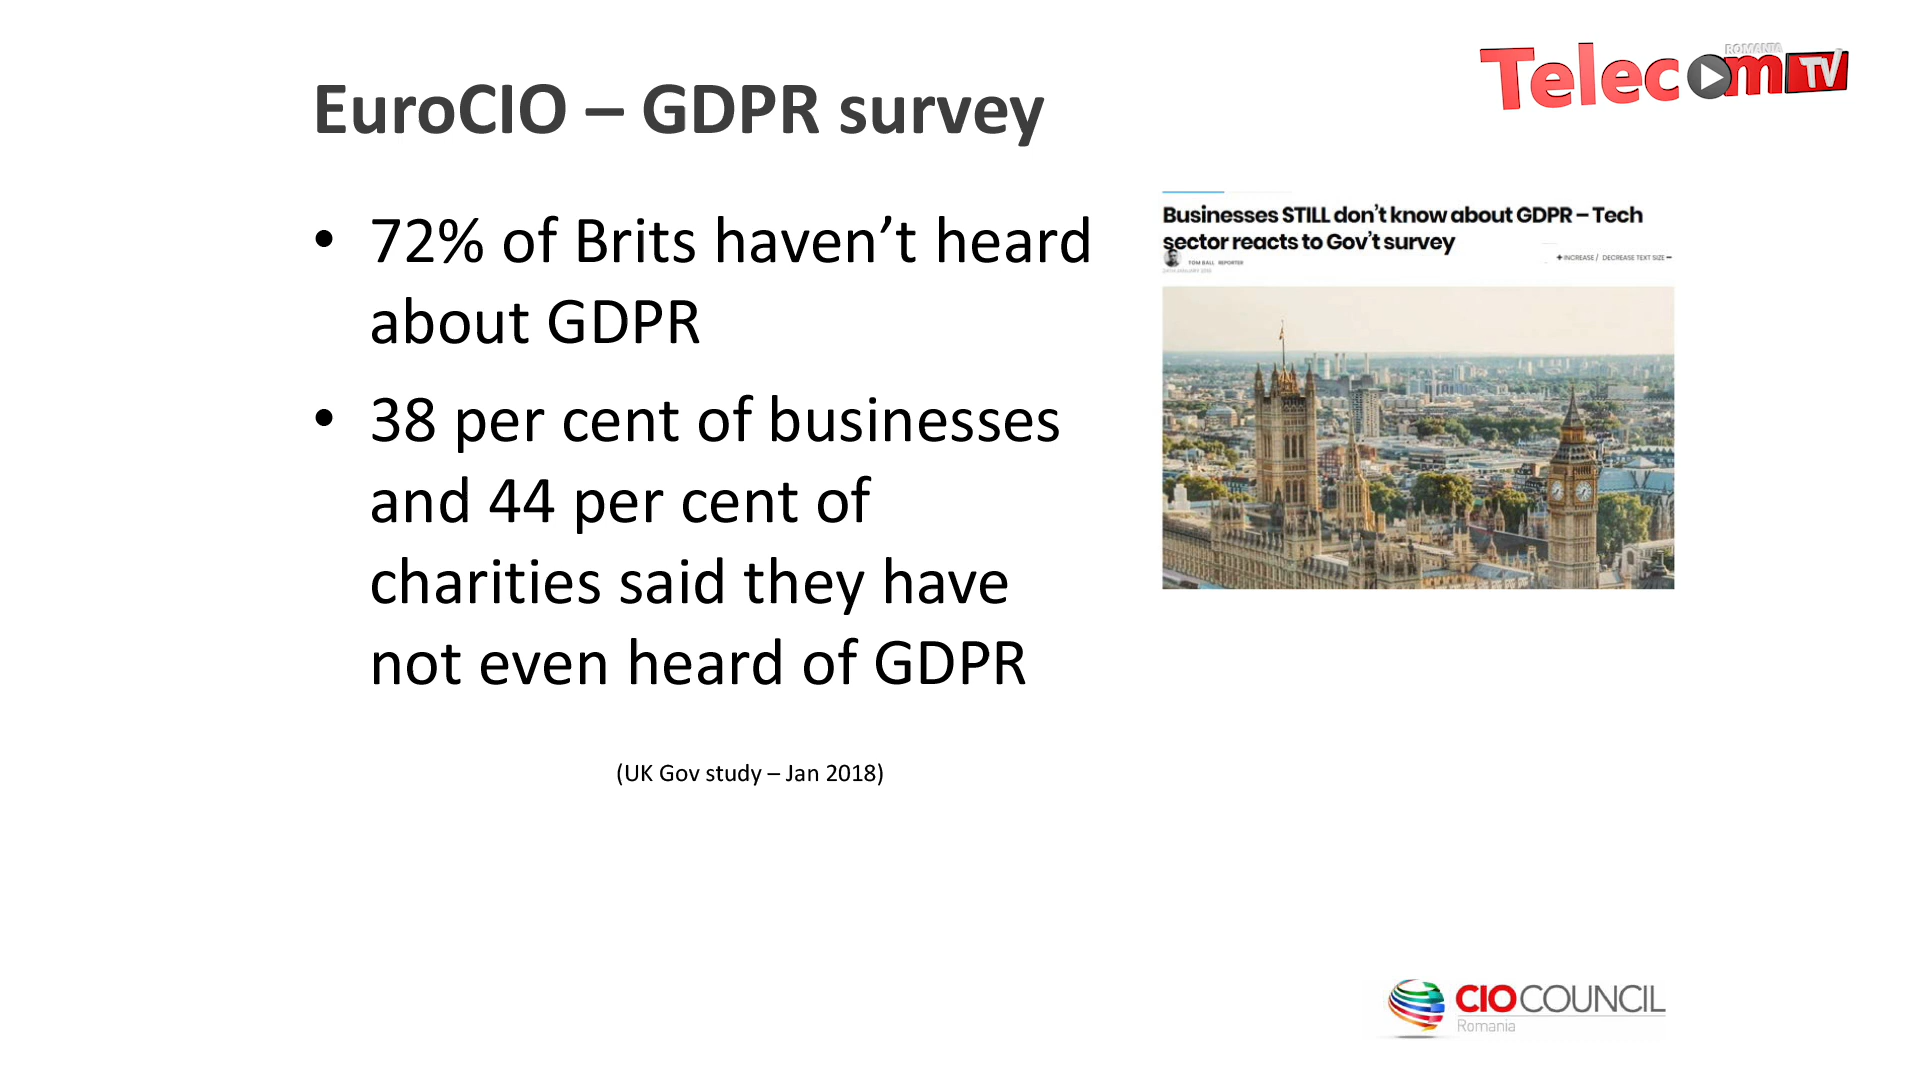 ROMANIA
Telecom TV
EuroCIO – GDPR survey
• 72% of Brits haven’t heard
about GDPR
• 38 per cent of businesses
and 44 per cent of
charities said they have
not even heard of GDPR
(UK Gov study – Jan 2018)
Businesses STILL don’t know about GDPR – Tech
sector reacts to Gov’t survey
TOM BALL REPORTER
+ INCREASE / DECREASE TEXT SIZE −
CIO COUNCIL
Romania